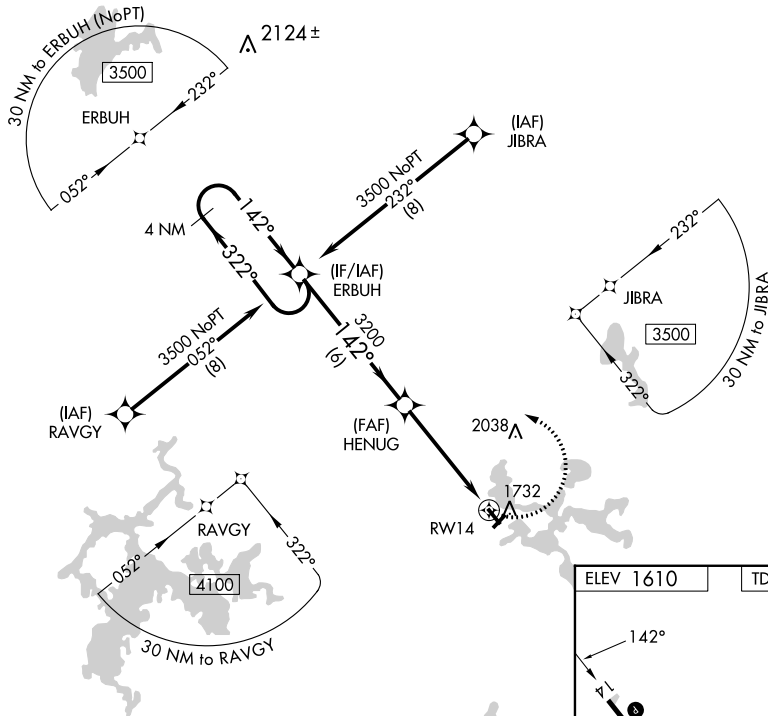 30 NM to ERBUH (NoPT)
3500
2124 ±
232°
ERBUH
052°
(IAF)
JIBRA
3500 NoPT
232°
(8)
4 NM
142°
322°
(IF/IAF)
ERBUH
232°
JIBRA
3500
322°
30 NM to JIBRA
3500 NoPT
052°
(8)
3200
142°
(6)
(IAF)
RAVGY
(FAF)
HENUG
2038
1732
RW14
RAVGY
052°
322°
4100
30 NM to RAVGY
ELEV 1610
TD
142°
14
P